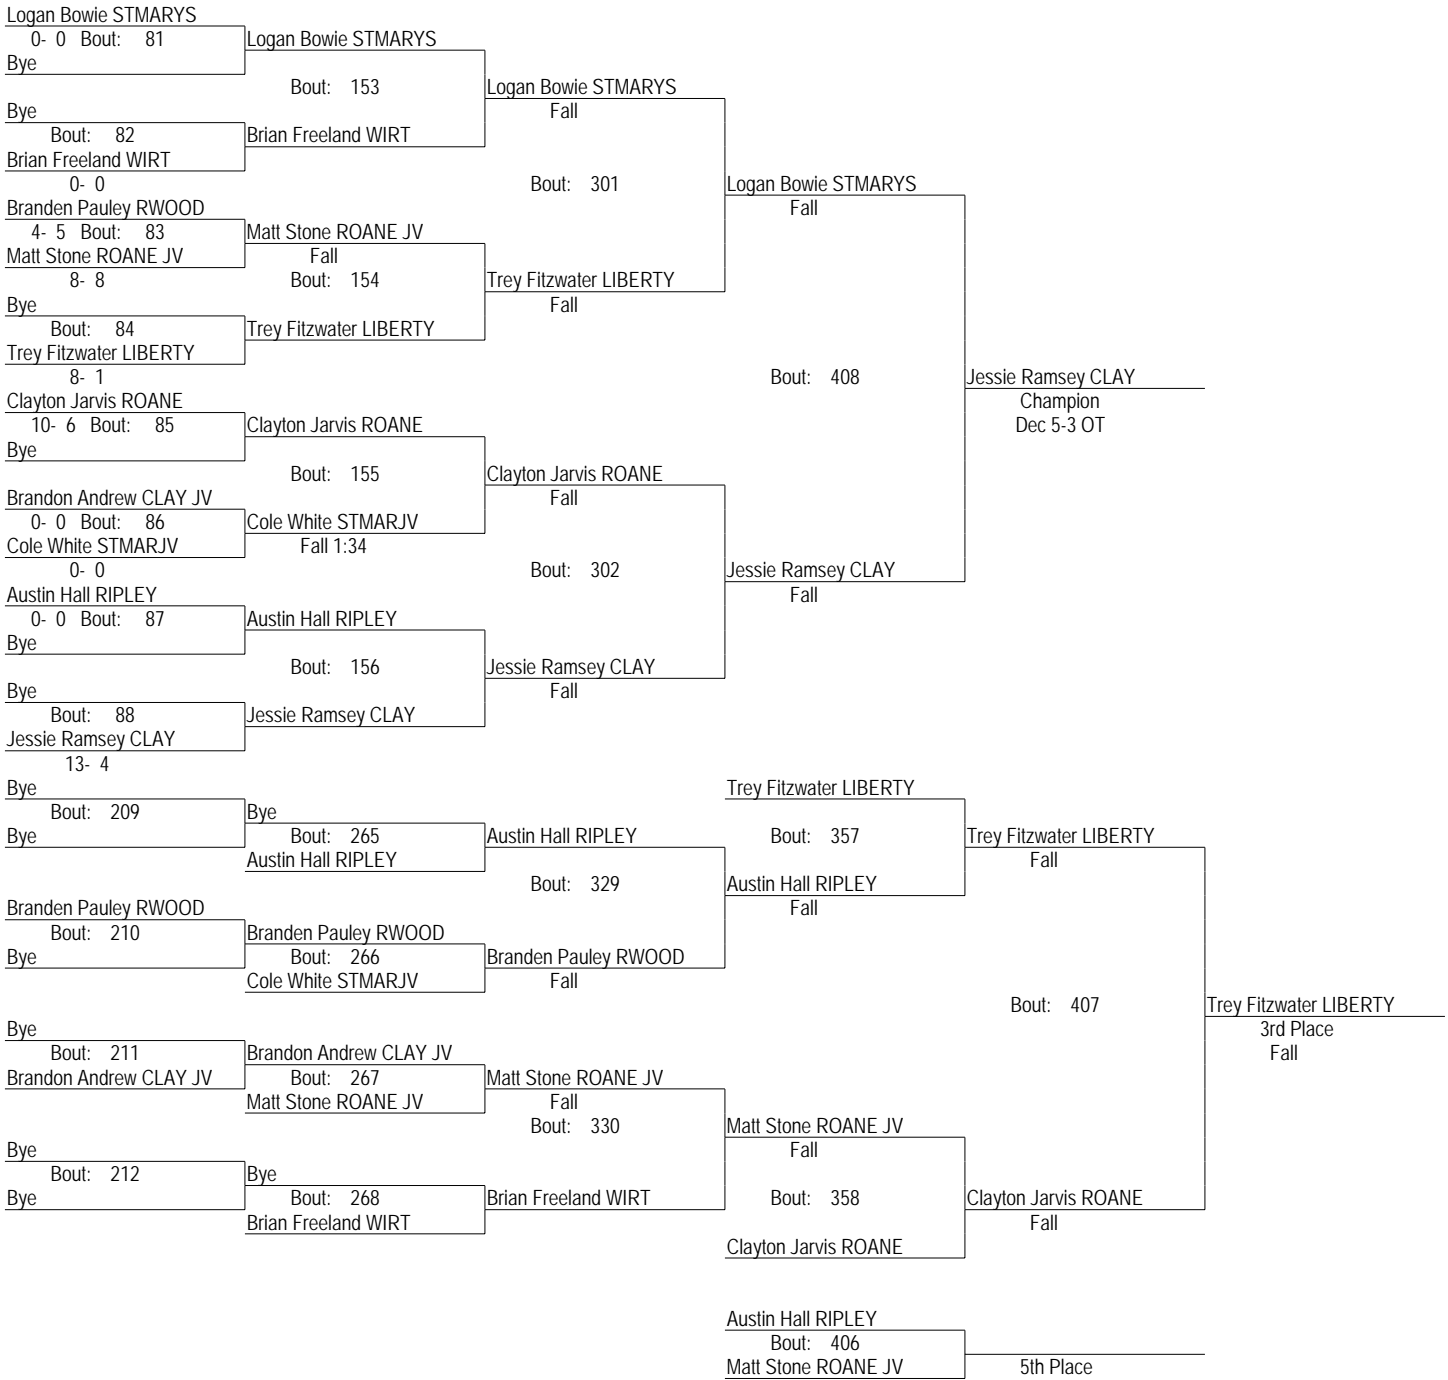 Logan Bowie STMARYS
0- 0 Bout: 81
Logan Bowie STMARYS
Bye
Bout: 153
Logan Bowie STMARYS
Bye
Fall
Bout: 82
Brian Freeland WIRT
Brian Freeland WIRT
0- 0
Bout: 301
Logan Bowie STMARYS
Branden Pauley RWOOD
Fall
4- 5 Bout: 83
Matt Stone ROANE JV
Matt Stone ROANE JV
Fall
8- 8
Bout: 154
Trey Fitzwater LIBERTY
Bye
Fall
Bout: 84
Trey Fitzwater LIBERTY
Trey Fitzwater LIBERTY
8- 1
Bout: 408
Jessie Ramsey CLAY
Clayton Jarvis ROANE
Champion
10- 6 Bout: 85
Clayton Jarvis ROANE
Dec 5-3 OT
Bye
Bout: 155
Clayton Jarvis ROANE
Brandon Andrew CLAY JV
Fall
0- 0 Bout: 86
Cole White STMARJV
Cole White STMARJV
Fall 1:34
0- 0
Bout: 302
Jessie Ramsey CLAY
Austin Hall RIPLEY
Fall
0- 0 Bout: 87
Austin Hall RIPLEY
Bye
Bout: 156
Jessie Ramsey CLAY
Bye
Fall
Bout: 88
Jessie Ramsey CLAY
Jessie Ramsey CLAY
13- 4
Bye
Trey Fitzwater LIBERTY
Bout: 209
Bye
Bye
Bout: 265
Austin Hall RIPLEY
Bout: 357
Trey Fitzwater LIBERTY
Austin Hall RIPLEY
Fall
Bout: 329
Austin Hall RIPLEY
Branden Pauley RWOOD
Fall
Bout: 210
Branden Pauley RWOOD
Bye
Bout: 266
Branden Pauley RWOOD
Cole White STMARJV
Fall
Bout: 407
Trey Fitzwater LIBERTY
Bye
3rd Place
Bout: 211
Brandon Andrew CLAY JV
Fall
Brandon Andrew CLAY JV
Bout: 267
Matt Stone ROANE JV
Matt Stone ROANE JV
Fall
Bout: 330
Matt Stone ROANE JV
Bye
Fall
Bout: 212
Bye
Bye
Bout: 268
Brian Freeland WIRT
Bout: 358
Clayton Jarvis ROANE
Brian Freeland WIRT
Fall
Clayton Jarvis ROANE
Austin Hall RIPLEY
Bout: 406
Matt Stone ROANE JV
5th Place